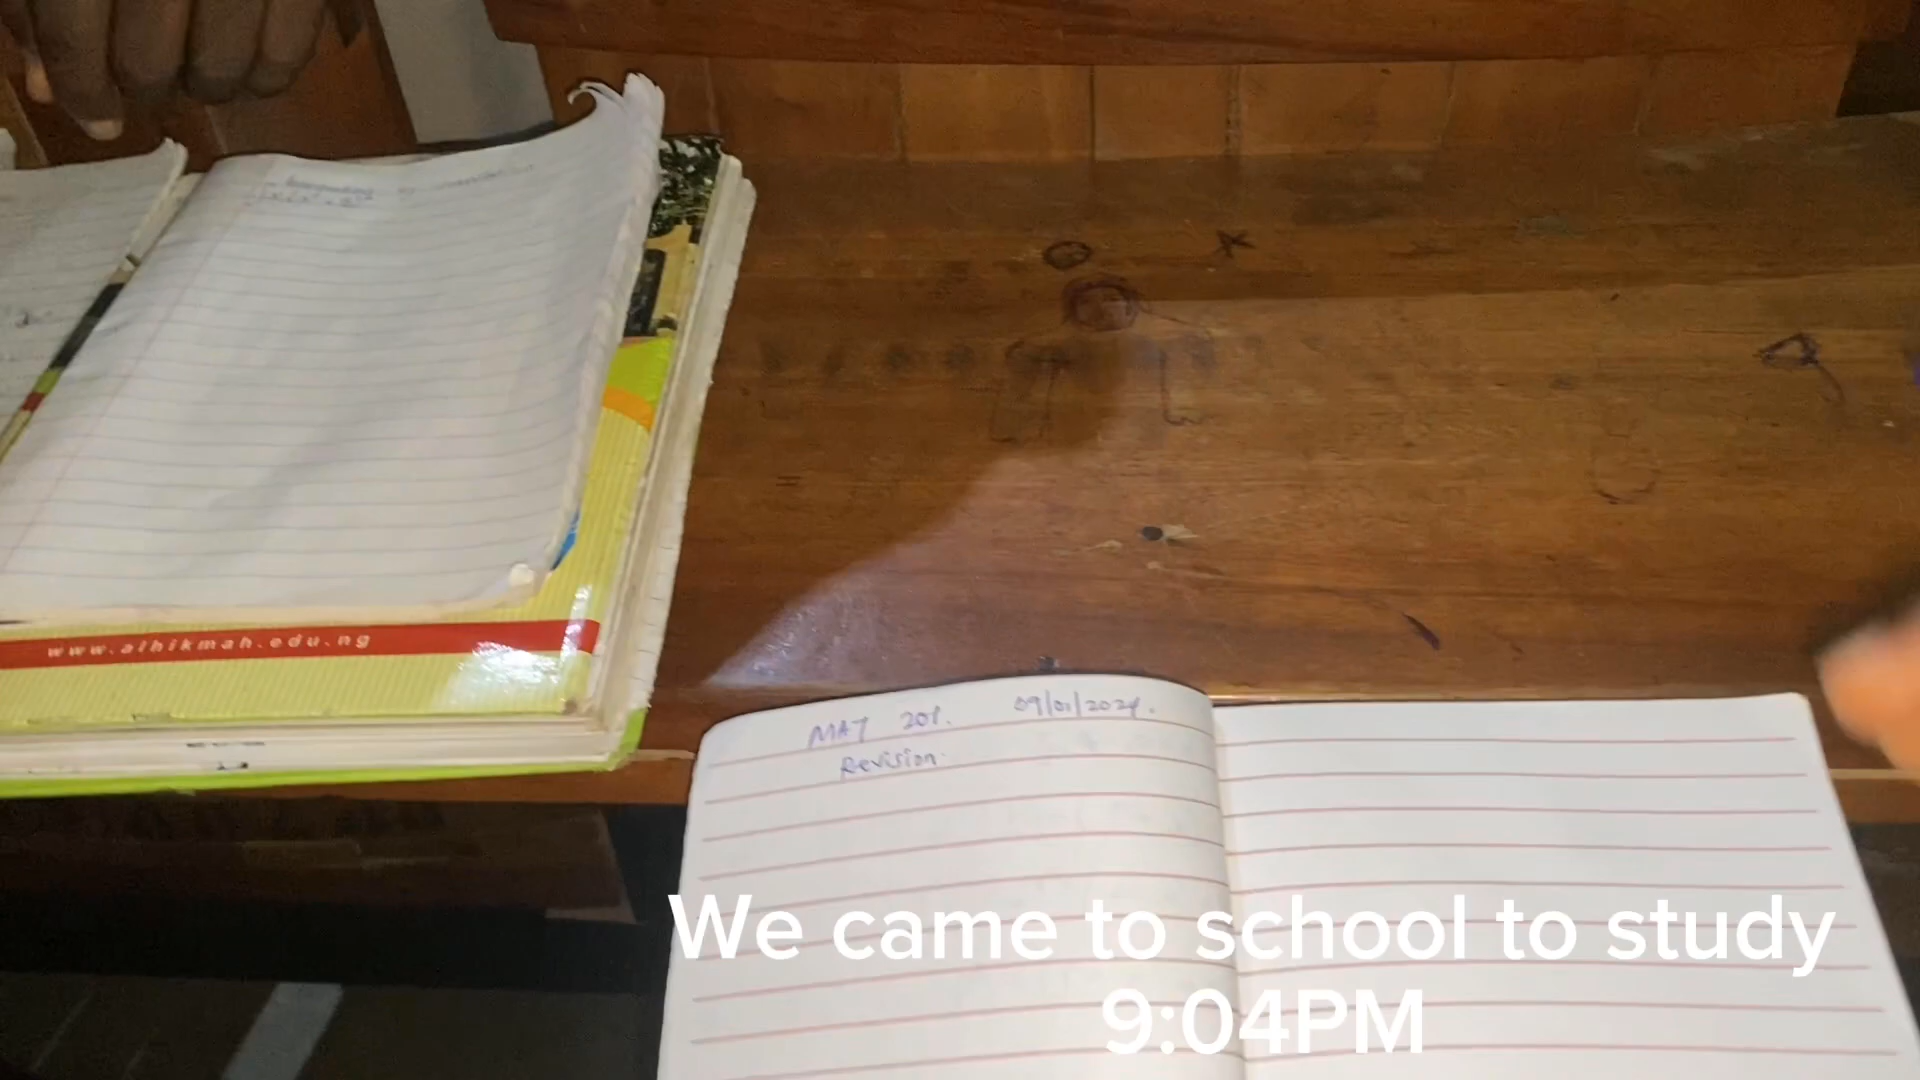 www.alhikmah.edu.ng
MAT 201. 09/01/2024.
Revision.
We came to school to study
9:04PM